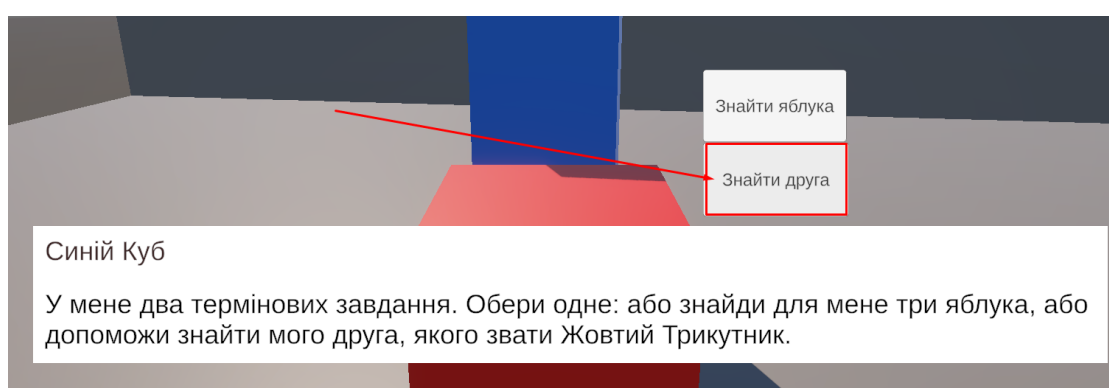 Знайти яблука
Знайти друга
Синій Куб
У мене два термінових завдання. Обери одне: або знайди для мене три яблука, або
допоможи знайти мого друга, якого звати Жовтий Трикутник.